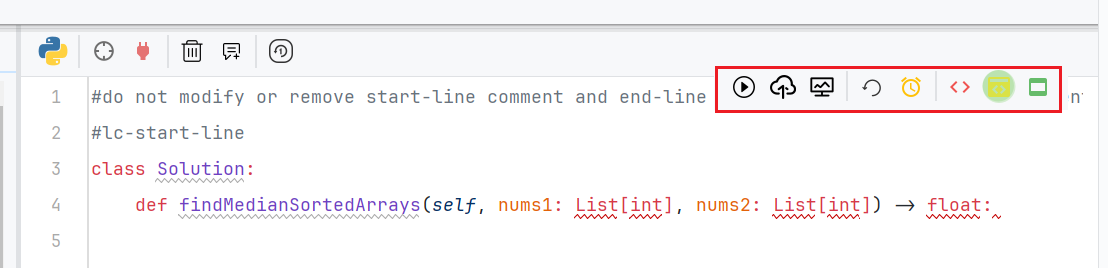 1 #do not modify or remove start-line comment and end-line
2 #lc-start-line
3 class Solution:
4 def findMedianSortedArrays(self, nums1: List[int], nums2: List[int]) -> float:
5